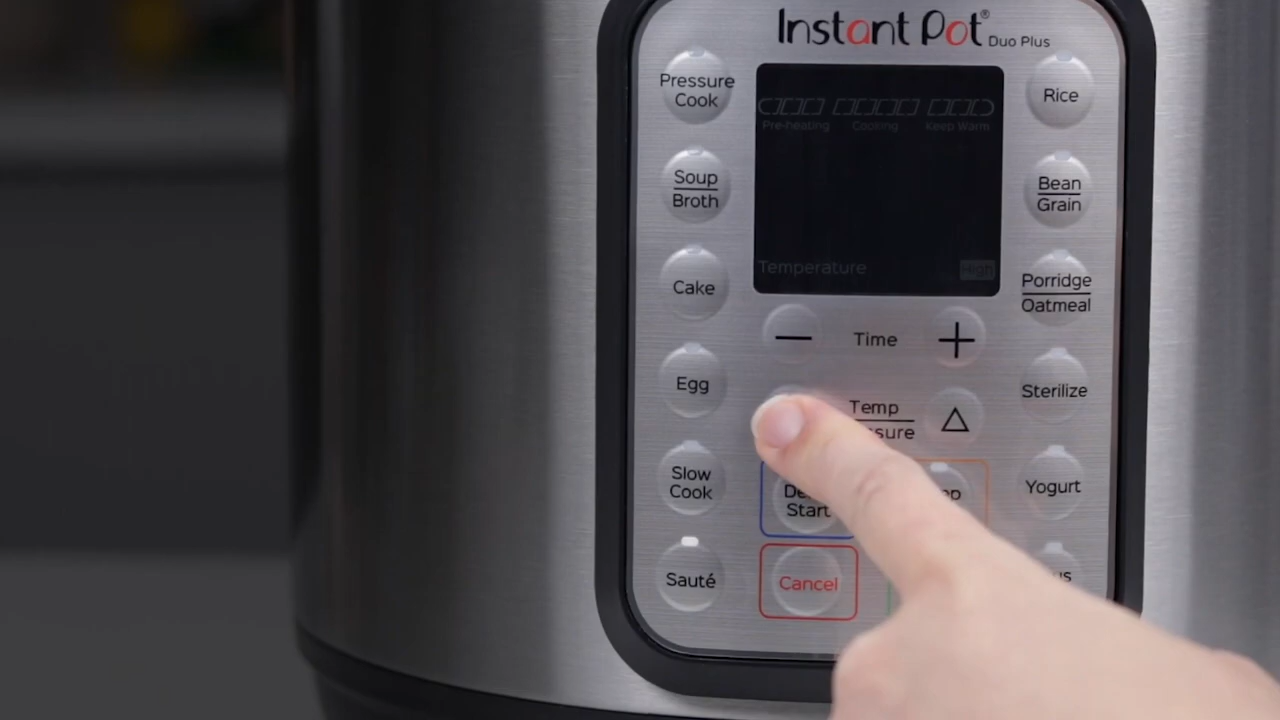 Instant Pot®
Duo Plus
Pressure
Cook
Rice
Pre-heating
Cooking
Keep Warm
Soup
Broth
Bean
Grain
Temperature
High
Cake
Porridge
Oatmeal
Time
Egg
Temp
Sterilize
Slow
Cook
Start
Yogurt
Sauté
Cancel